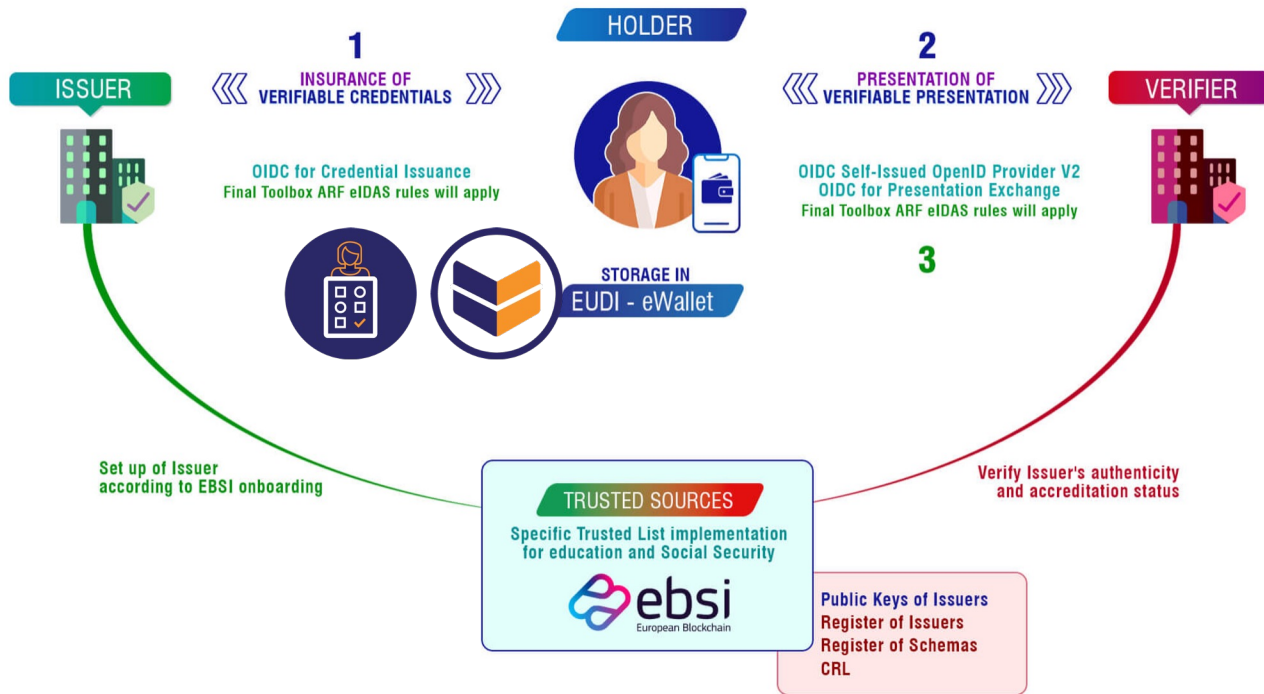 HOLDER
1
INSURANCE OF
VERIFIABLE CREDENTIALS
2
PRESENTATION OF
VERIFIABLE PRESENTATION
ISSUER
VERIFIER
OIDC for Credential Issuance
Final Toolbox ARF eIDAS rules will apply
OIDC Self-Issued OpenID Provider V2
OIDC for Presentation Exchange
Final Toolbox ARF eIDAS rules will apply
3
STORAGE IN
EUDI - eWallet
Set up of Issuer
according to EBSI onboarding
Verify Issuer's authenticity
and accreditation status
TRUSTED SOURCES
Specific Trusted List implementation
for education and Social Security
ebsi
European Blockchain
Public Keys of Issuers
Register of Issuers
Register of Schemas
CRL